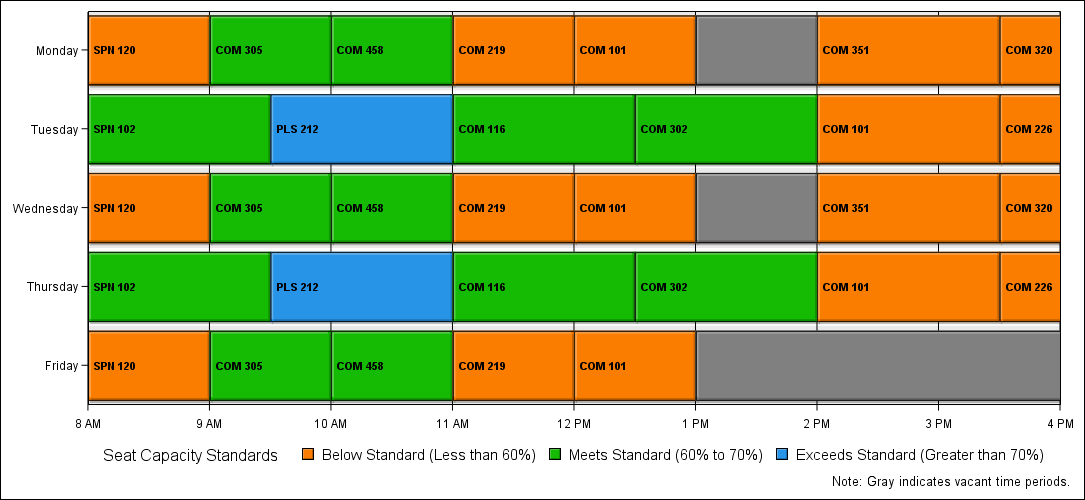 Monday SPN 120 COM 305 COM 458 COM 219 COM 101 COM 351 COM 320
Tuesday SPN 102 PLS 212 COM 116 COM 302 COM 101 COM 226
Wednesday SPN 120 COM 305 COM 458 COM 219 COM 101 COM 351 COM 320
Thursday SPN 102 PLS 212 COM 116 COM 302 COM 101 COM 226
Friday SPN 120 COM 305 COM 458 COM 219 COM 101
8 AM 9 AM 10 AM 11 AM 12 PM 1 PM 2 PM 3 PM 4 PM
Seat Capacity Standards Below Standard (Less than 60%) Meets Standard (60% to 70%) Exceeds Standard (Greater than 70%)
Note: Gray indicates vacant time periods.